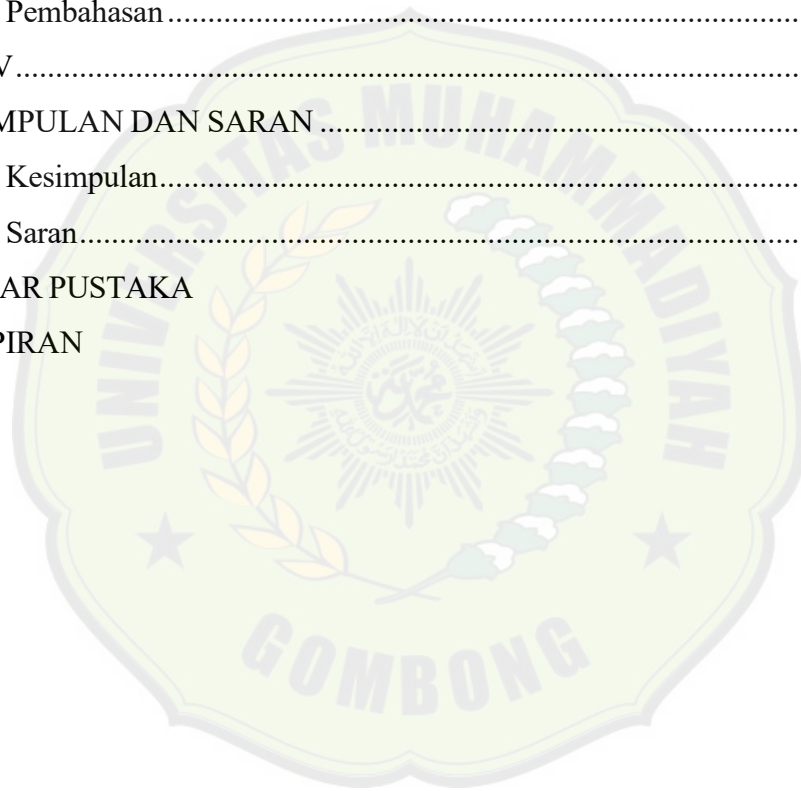 Pembahasan........................................................................................
V........................................................................................
MPULAN DAN SARAN........................................................................................
Kesimpulan........................................................................................
Saran........................................................................................
AR PUSTAKA
PIRAN
UNIVERSITAS MUHAMMADIYAH
GOMBONG